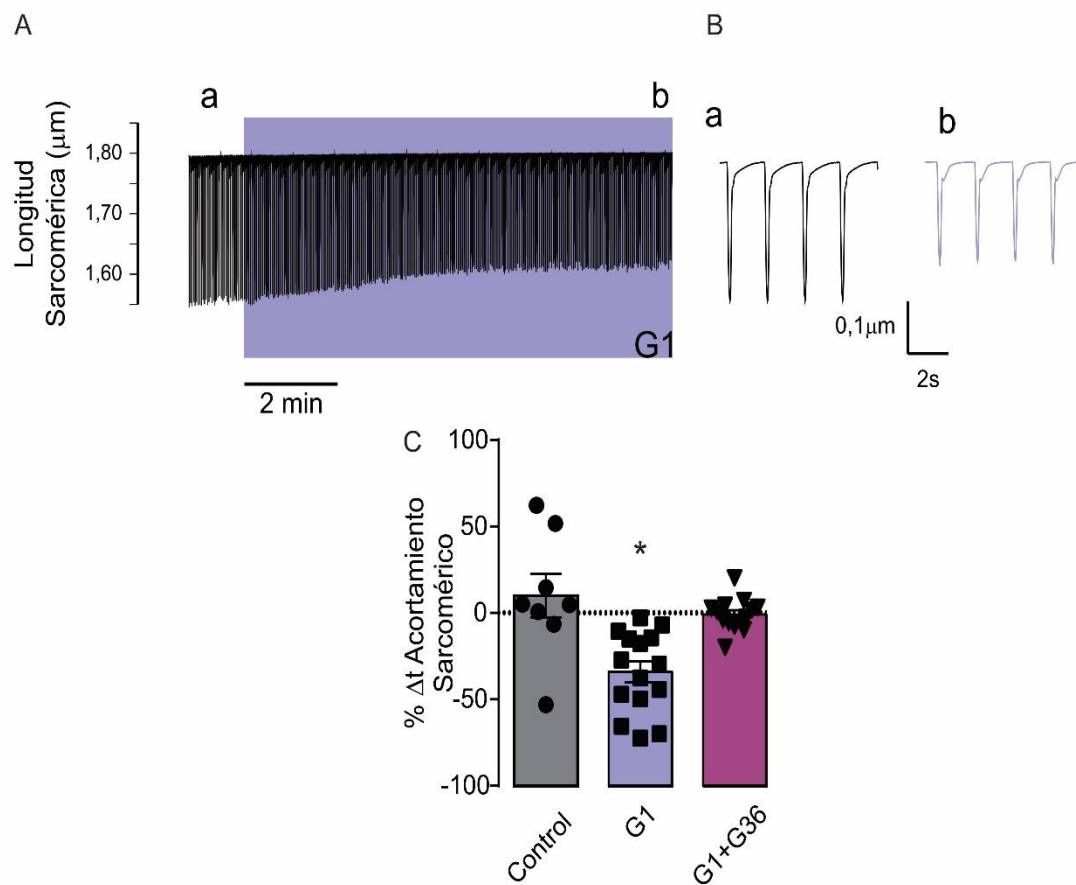 A
a
b
Longitud
Sarcomérica (μm)
1,80
1,70
1,60
G1
2 min
B
a
b
0,1μm
2s
C
% Δt Acortamiento
Sarcomérico
100
50
0
-50
-100
*
Control
G1
G1+G36